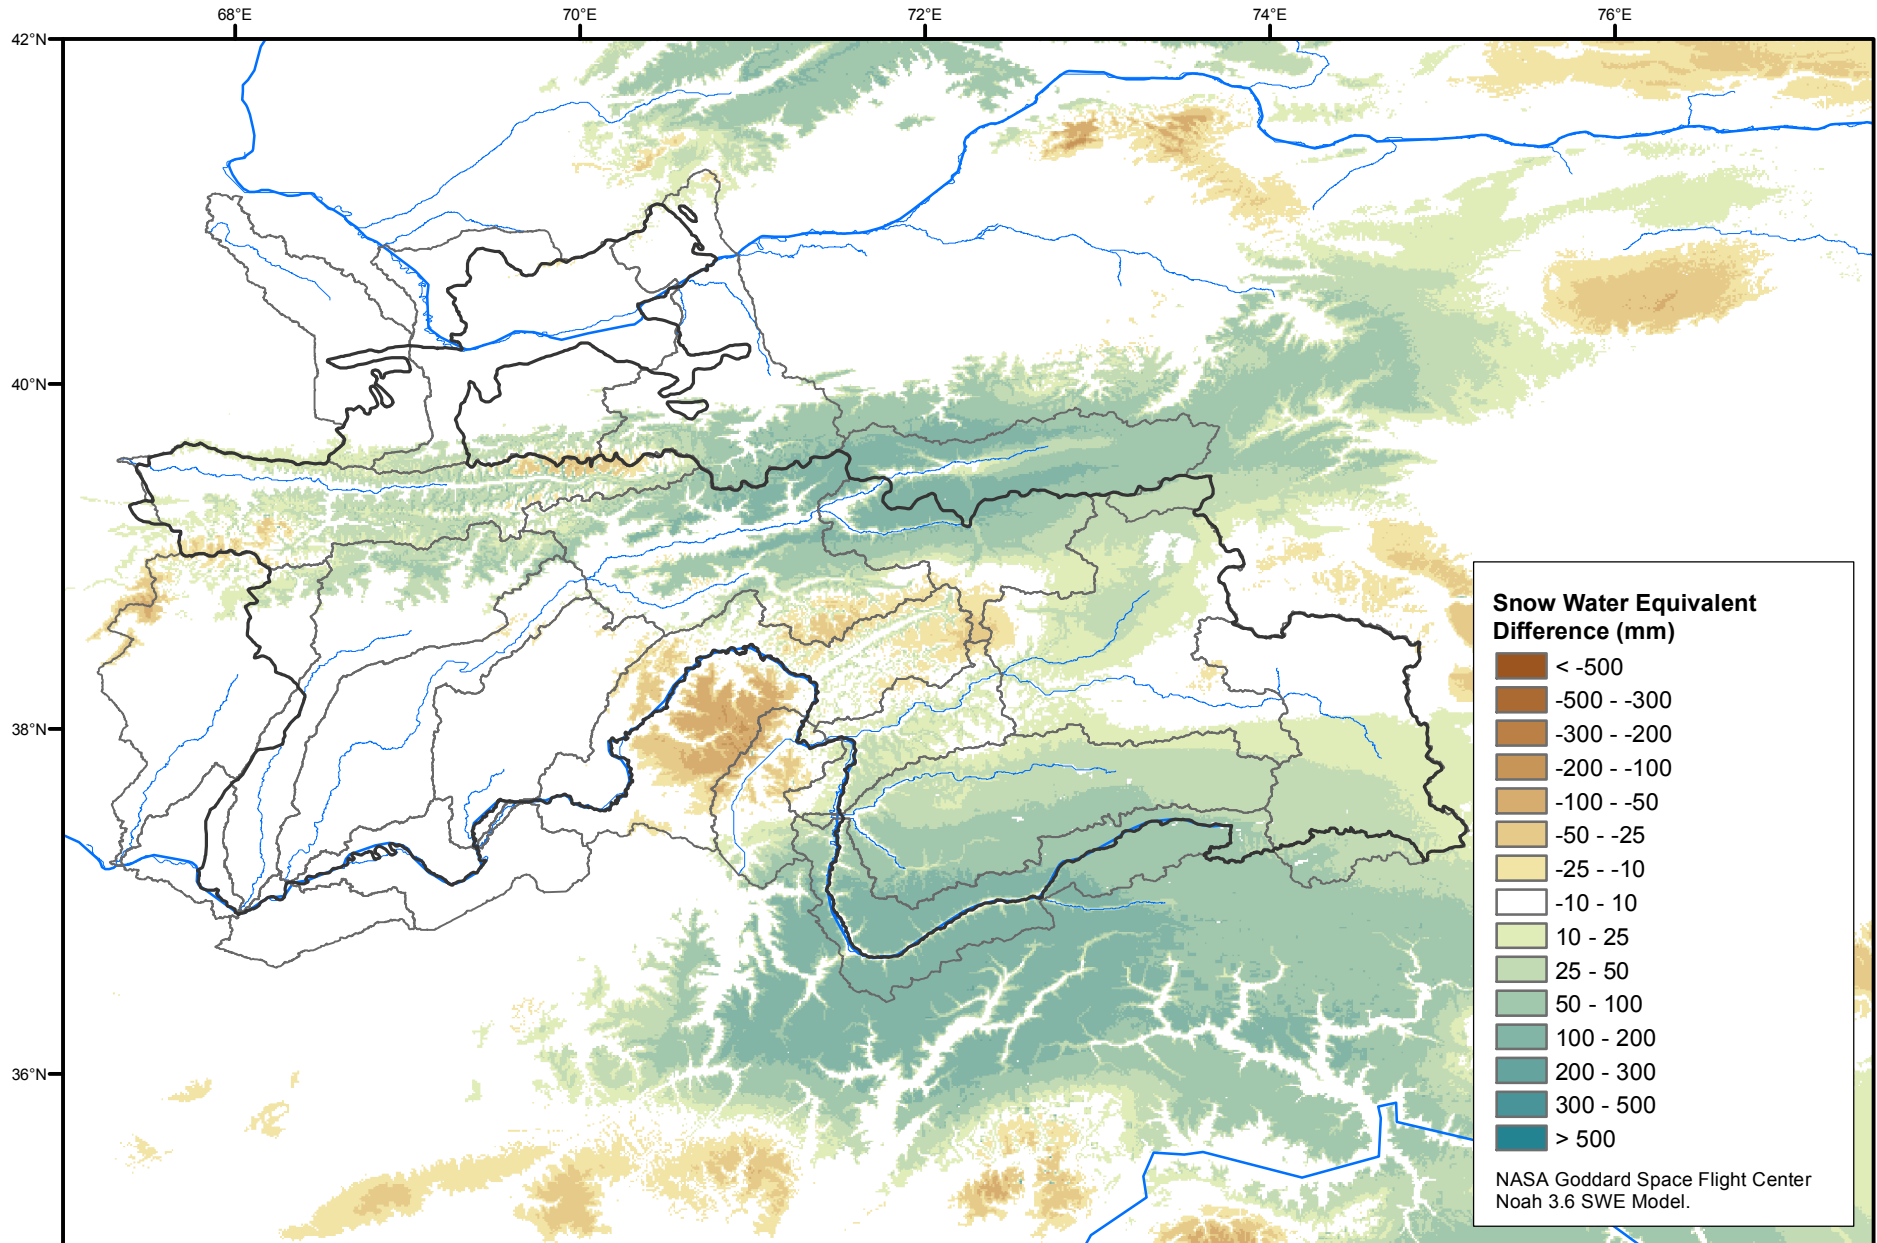 68°E 70°E 72°E 74°E 76°E
42°N
40°N
38°N
36°N
Snow Water Equivalent
Difference (mm)
< -500
-500 - -300
-300 - -200
-200 - -100
-100 - -50
-50 - -25
-25 - -10
-10 - 10
10 - 25
25 - 50
50 - 100
100 - 200
200 - 300
300 - 500
> 500
NASA Goddard Space Flight Center
Noah 3.6 SWE Model.